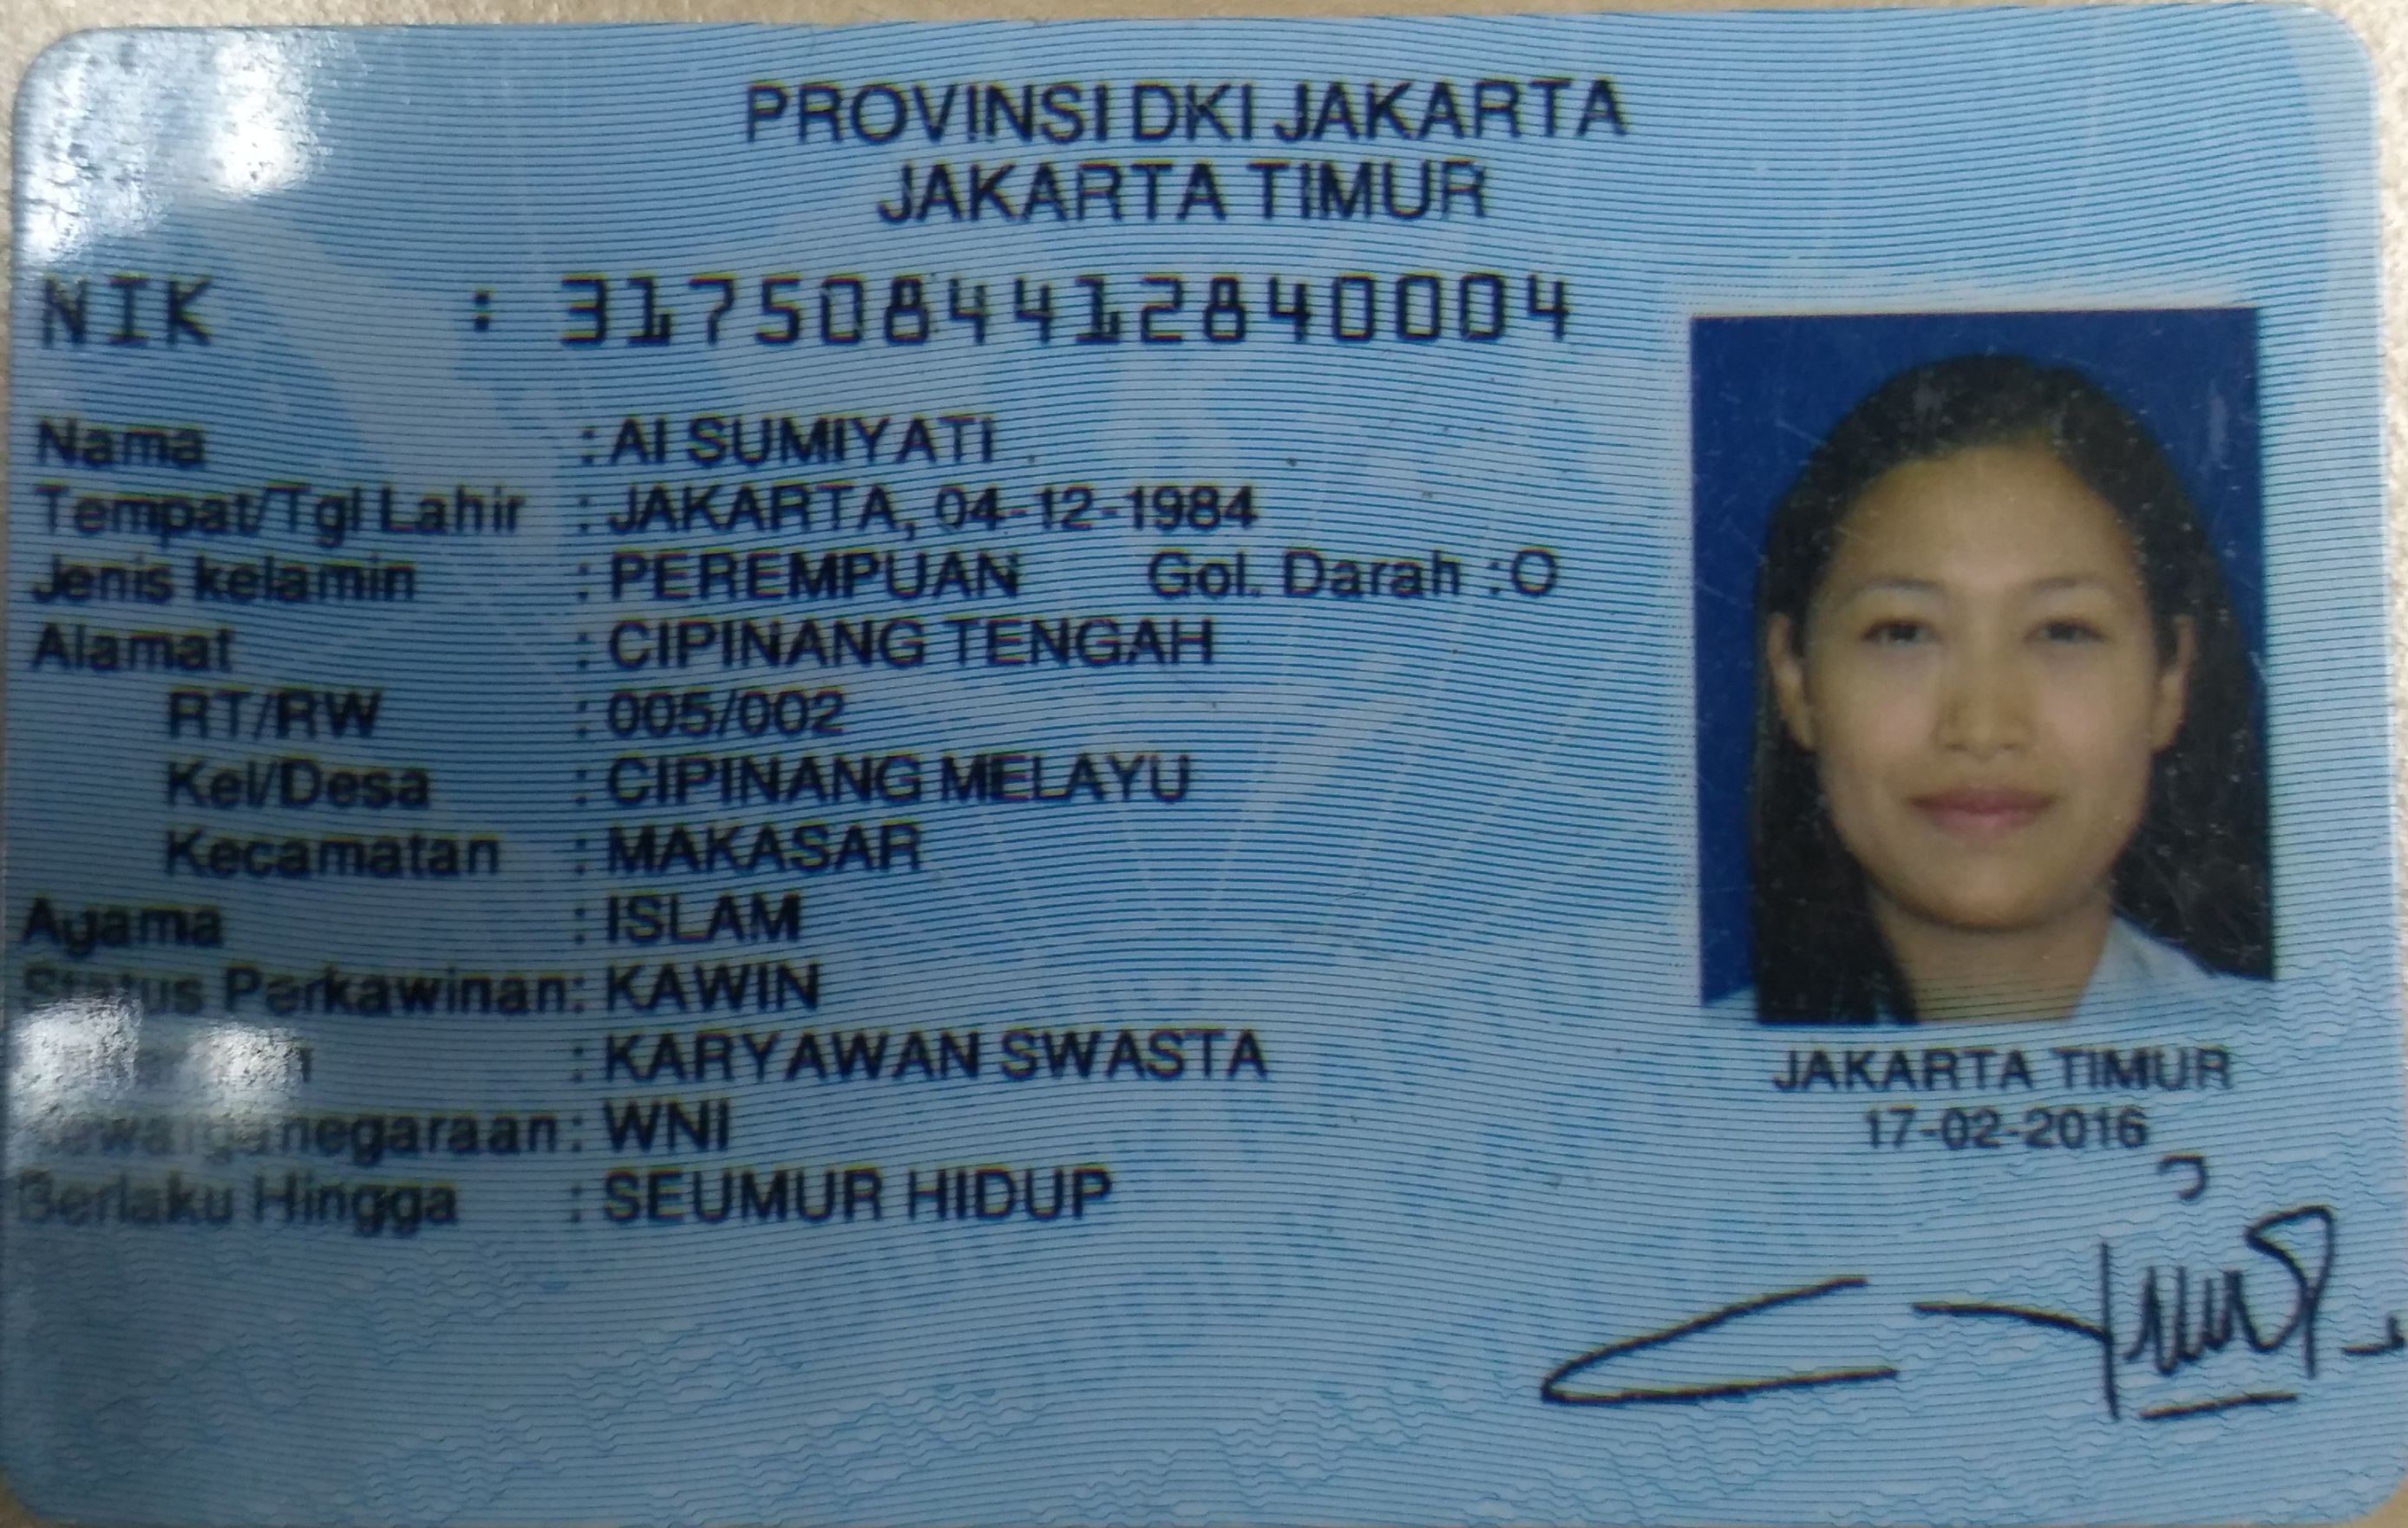 PROVINSI DKI JAKARTA
JAKARTA TIMUR
NIK : 3175084412840004
Nama : AI SUMIYATI
Tempat/Tgl Lahir : JAKARTA, 04-12-1984
Jenis kelamin : PEREMPUAN Gol. Darah : O
Alamat : CIPINANG TENGAH
RT/RW : 005/002
Kel/Desa : CIPINANG MELAYU
Kecamatan : MAKASAR
Agama : ISLAM
Status Perkawinan : KAWIN
: KARYAWAN SWASTA
Kewarganegaraan : WNI
Berlaku Hingga : SEUMUR HIDUP
JAKARTA TIMUR
17-02-2016